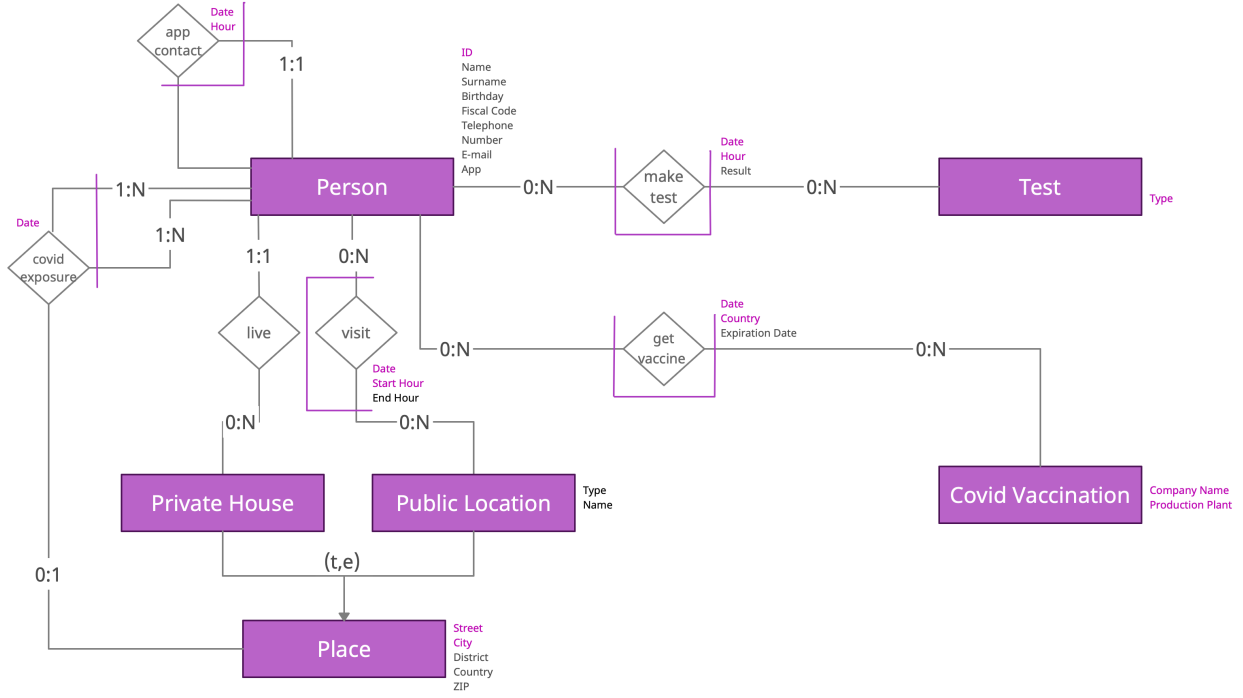 Date
Hour
app
contact
1:1
ID
Name
Surname
Birthday
Fiscal Code
Telephone
Number
E-mail
App
Person
0:N
make
test
Date
Hour
Result
0:N
Test
Type
1:N
Date
1:N
covid
exposure
1:1
0:N
live
visit
Date
Start Hour
End Hour
0:N
get
vaccine
Date
Country
Expiration Date
0:N
0:N
0:N
Private House
Public Location
Type
Name
Covid Vaccination
Company Name
Production Plant
(t,e)
0:1
Place
Street
City
District
Country
ZIP